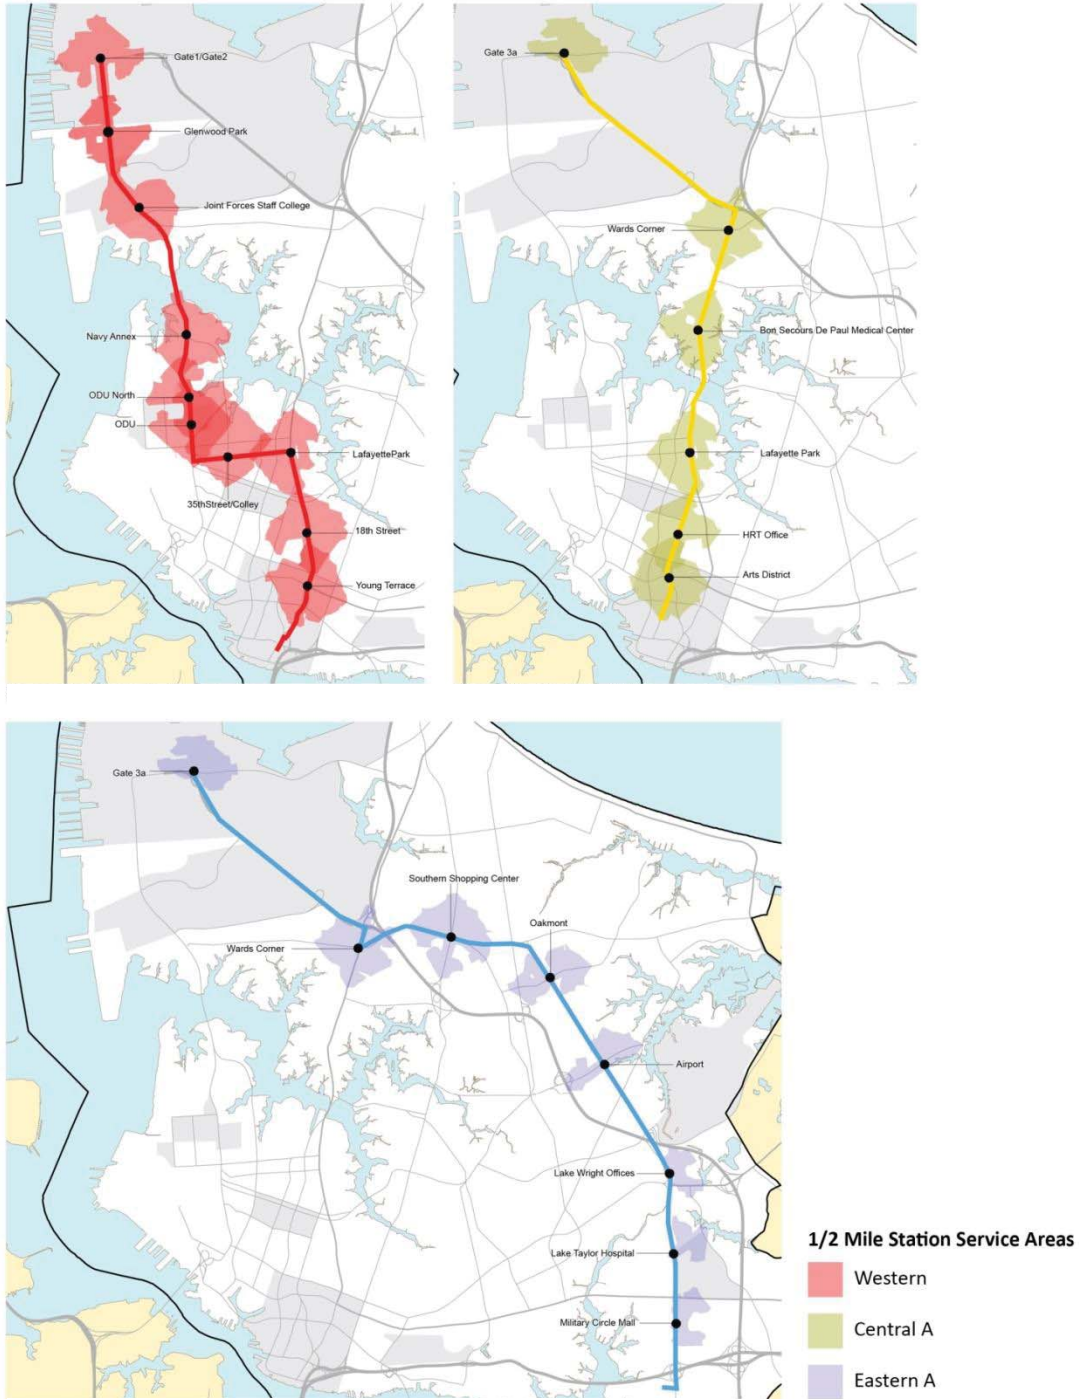 Gate1/Gate2
Glenwood Park
Joint Forces Staff College
Navy Annex
ODU North
ODU
LafayettePark
35thStreet/Colley
18th Street
Young Terrace
Gate 3a
Wards Corner
Bon Secours De Paul Medical Center
Lafayette Park
HRT Office
Arts District
Gate 3a
Southern Shopping Center
Oakmont
Wards Corner
Airport
Lake Wright Offices
Lake Taylor Hospital
Military Circle Mall
1/2 Mile Station Service Areas
Western
Central A
Eastern A